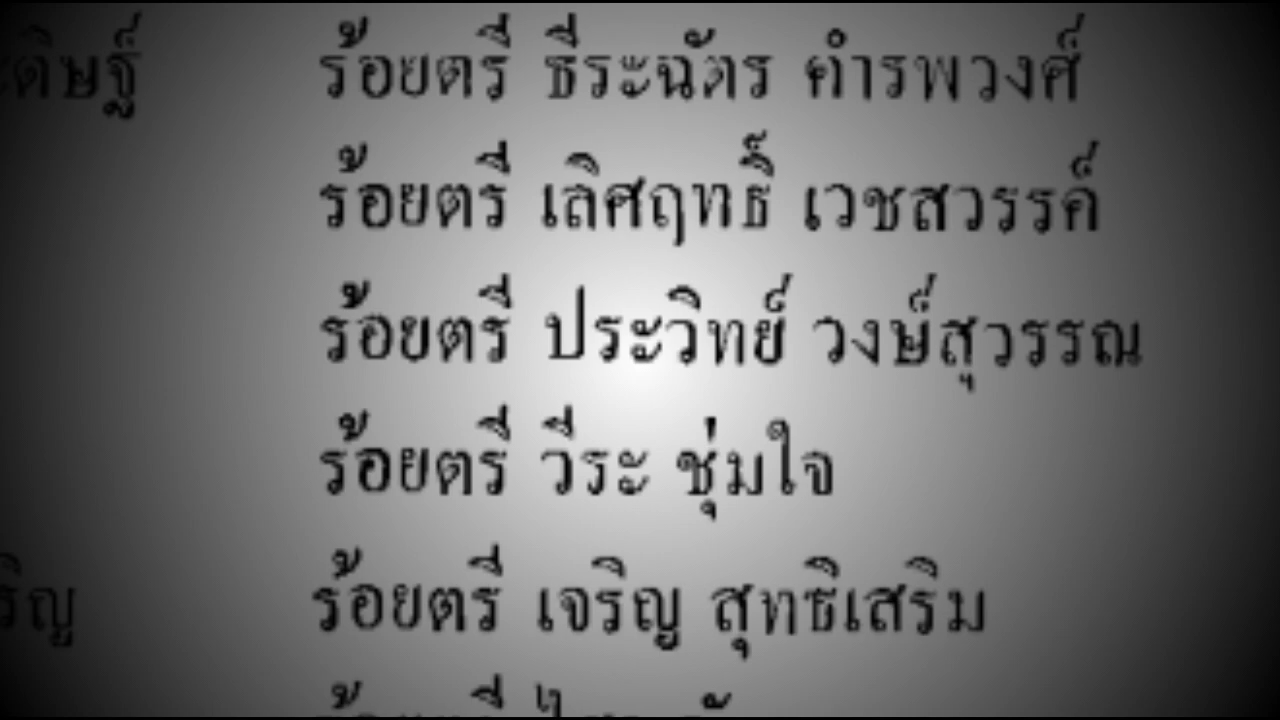 ร้อยตรี ธีระฉัตร คำรพวงศ์
ร้อยตรี เลิศฤทธิ์ เวชสวรรค์
ร้อยตรี ประวิทย์ วงษ์สุวรรณ
ร้อยตรี วีระ ชุ่มใจ
ร้อยตรี เจริญ สุทธิเสริม